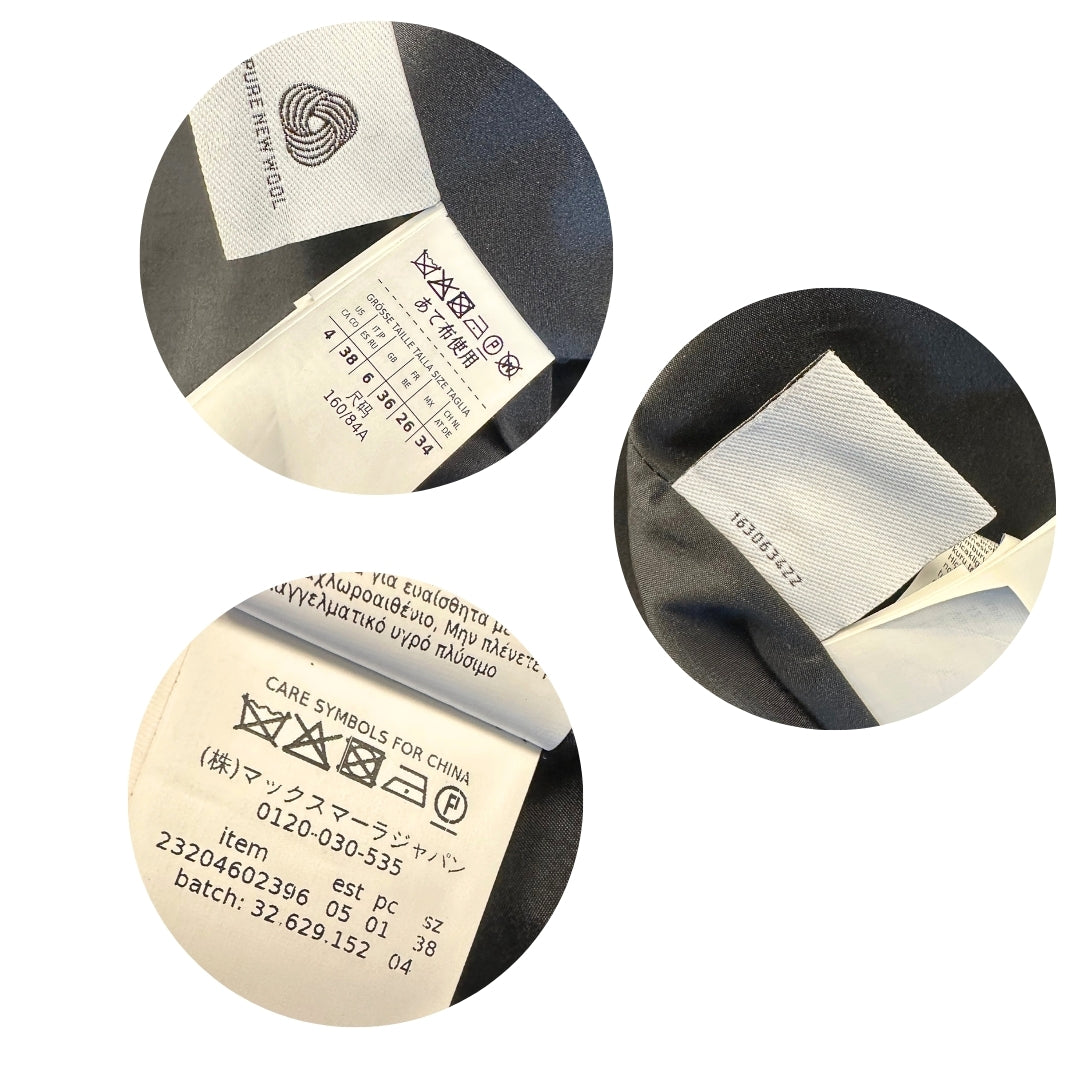 PURE NEW WOOL
あて布使用
GRÖSSE TAILLE TALLA SIZE TAGLIA
US IT JP GB FR MX CH NL
CA CO ES RU BE AT DE
4 38 6 36 26 34
尺码
160/84A
163063622
για ευαίσθητα με
χλωροαιθένιο, Μην πλένετε
αγγελματικό υγρό πλύσιμο
CARE SYMBOLS FOR CHINA
(株)マックスマーラジャパン
0120-030-535
item est pc sz
23204602396 05 01 38
batch: 32.629.152 04